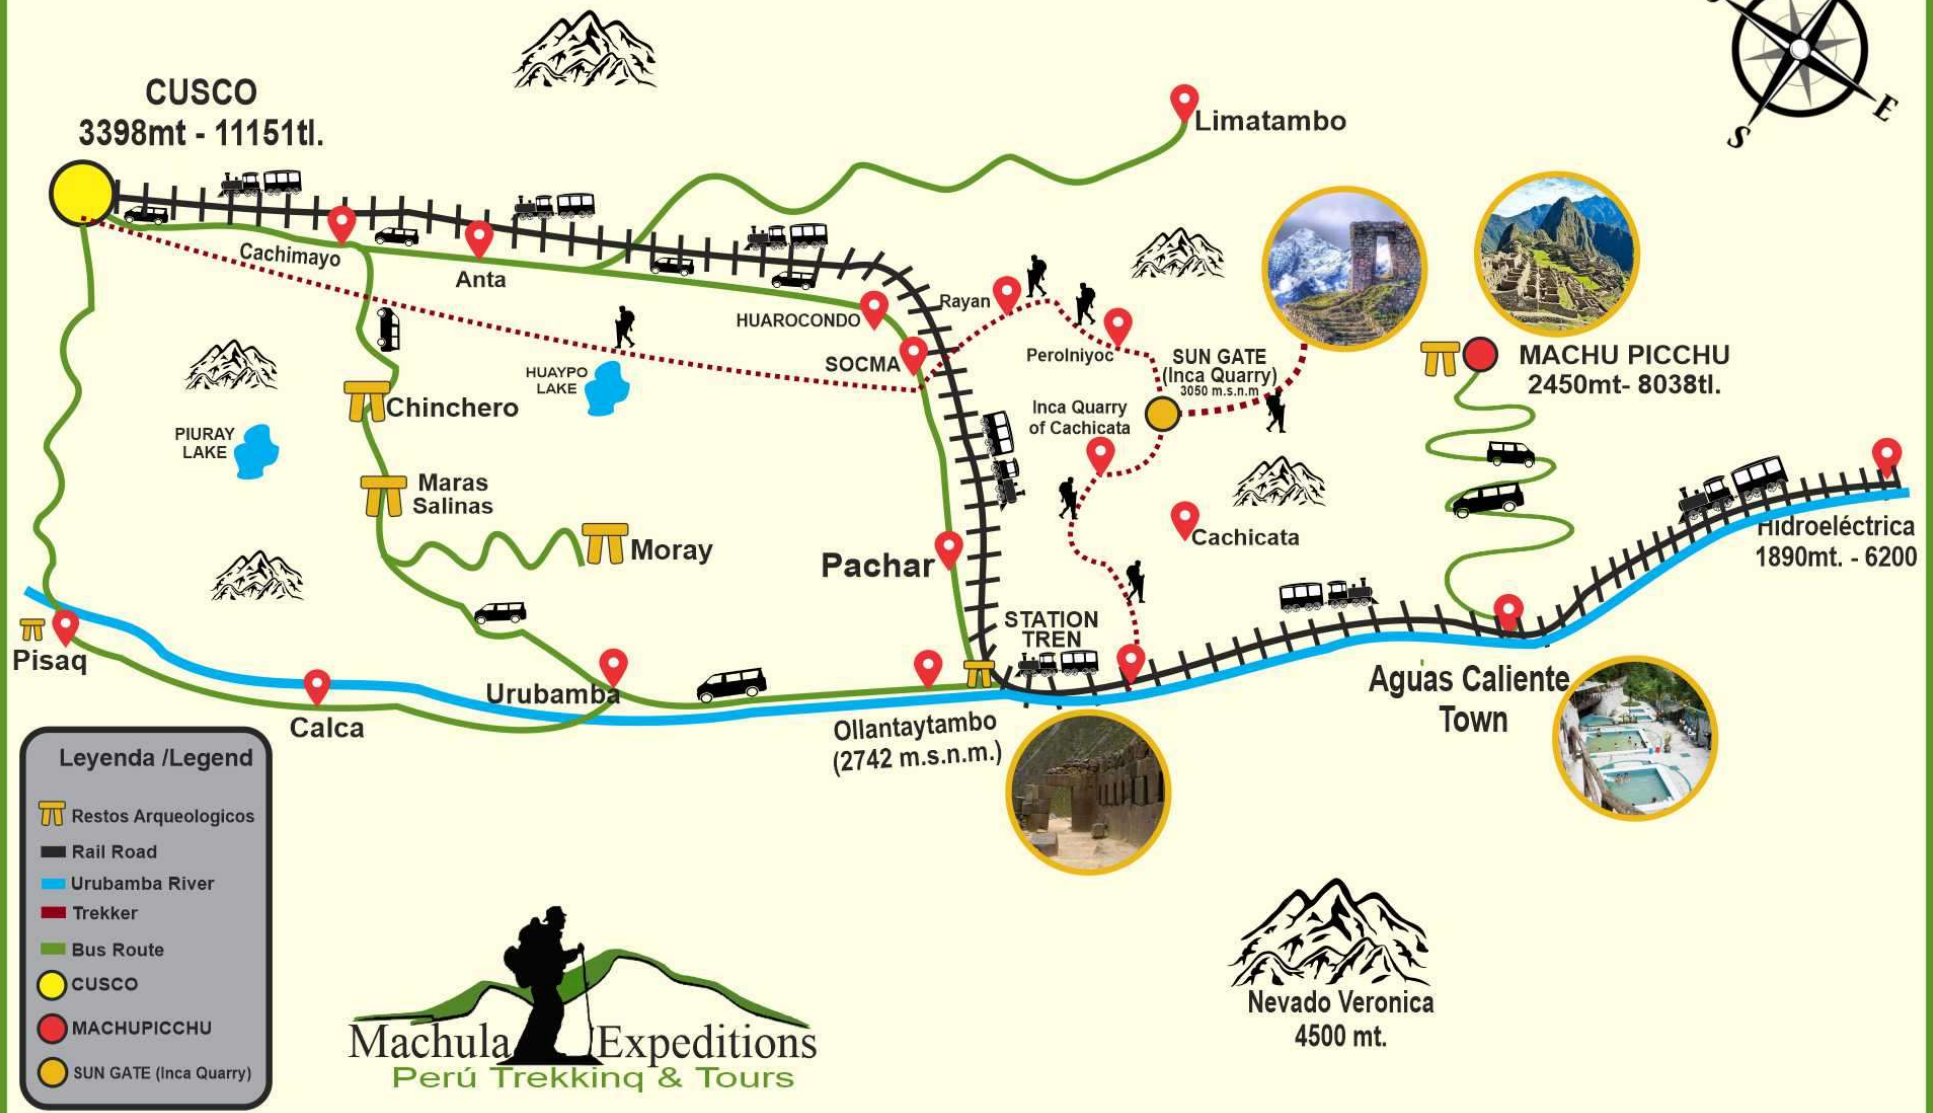 CUSCO
3398mt - 11151tl.
Limatambo
S
E
Cachimayo
Anta
HUAROCONDO
SOCMA
Rayan
Perolniyoc
SUN GATE
(Inca Quarry)
3050 m.s.n.m
Inca Quarry
of Cachicata
MACHU PICCHU
2450mt- 8038tl.
HUAYPO
LAKE
Chinchero
PIURAY
LAKE
Maras
Salinas
Moray
Pachar
Cachicata
Hidroeléctrica
1890mt. - 6200
STATION
TREN
Pisaq
Calca
Urubamba
Ollantaytambo
(2742 m.s.n.m.)
Aguas Caliente
Town
Leyenda /Legend
Restos Arqueologicos
Rail Road
Urubamba River
Trekker
Bus Route
CUSCO
MACHUPICCHU
SUN GATE (Inca Quarry)
Machula Expeditions
Perú Trekking & Tours
Nevado Veronica
4500 mt.